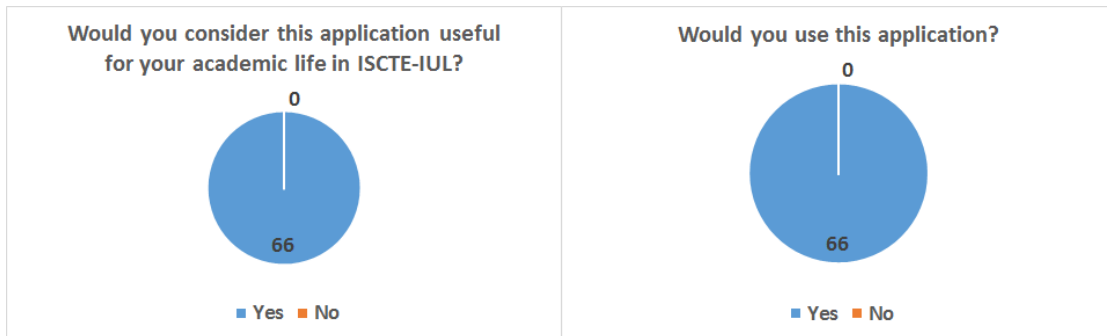 Would you consider this application useful
for your academic life in ISCTE-IUL?
0
66
Yes No
Would you use this application?
0
66
Yes No